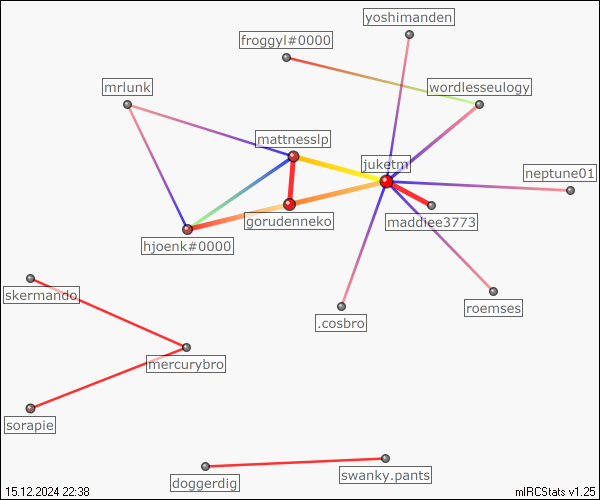 yoshimanden
froggyl#0000
mrlunk
wordlesseulogy
mattnesslp
juketm
neptune01
gorudenneko
maddiee3773
hjoenk#0000
skermando
roemses
.cosbro
mercurybro
sorapie
swanky.pants
doggerdig
15.12.2024 22:38
mIRCStats v1.25